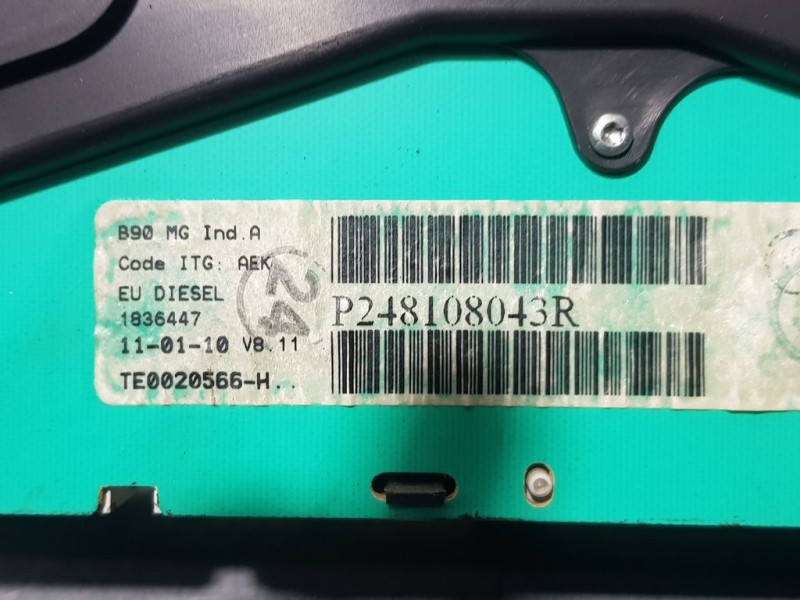 B90 MG Ind.A
Code ITG: AEK
EU DIESEL
1836447
11-01-10 V8.11
TE0020566-H..
24
P248108043R